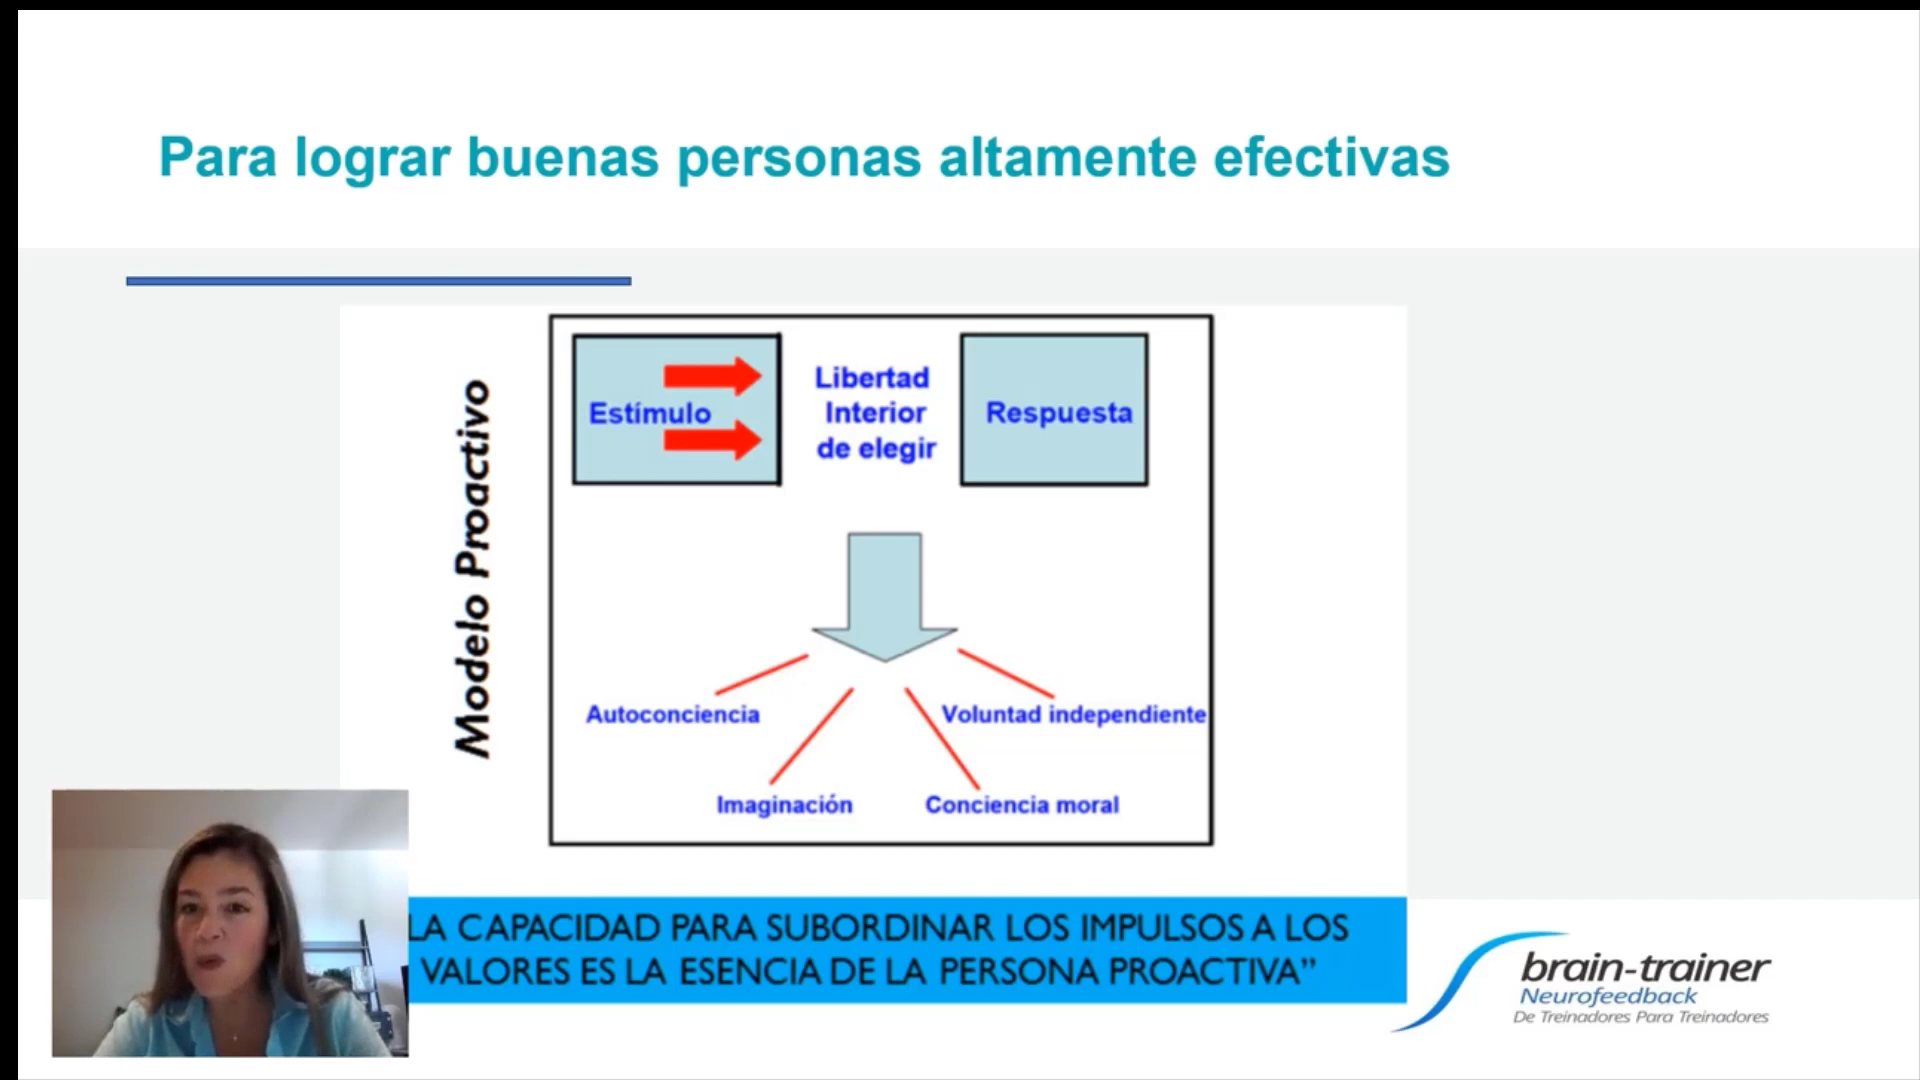 Para lograr buenas personas altamente efectivas
Modelo Proactivo
Estímulo
Libertad
Interior
de elegir
Respuesta
Autoconciencia
Voluntad independiente
Imaginación
Conciencia moral
LA CAPACIDAD PARA SUBORDINAR LOS IMPULSOS A LOS
VALORES ES LA ESENCIA DE LA PERSONA PROACTIVA”
brain-trainer
Neurofeedback
De Treinadores Para Treinadores